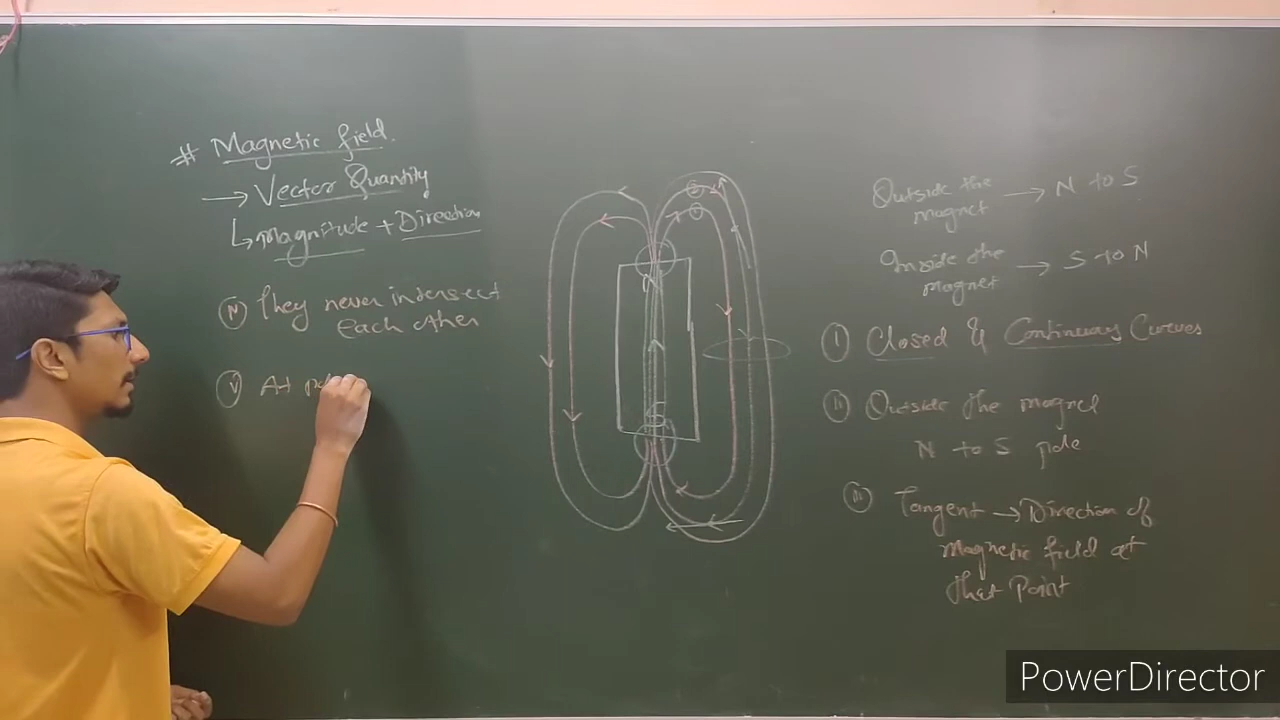 # Magnetic field.
→ Vector Quantity
↳ magnitude + Direction
(iv) They never intersect
each other
(v) At pol
N
S
2
1
Outside the
magnet → N to S
Inside the
magnet → S to N
(i) Closed & Continuous Curves
(ii) Outside the magnet
N to S pole
(iii) Tangent → Direction of
magnetic field at
that Point
PowerDirector